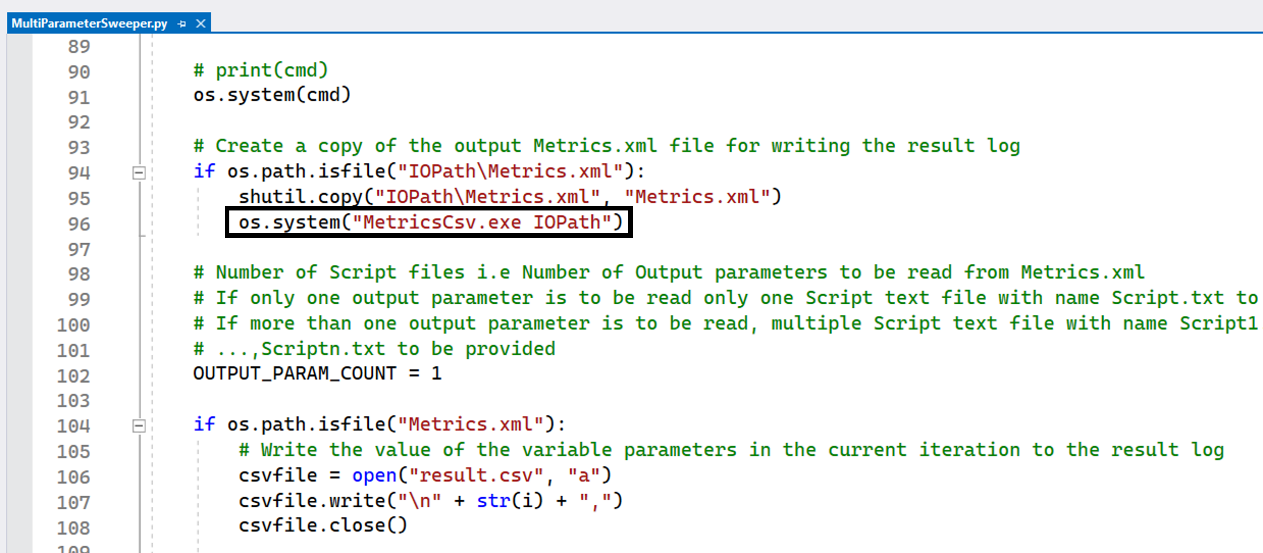 MultiParameterSweeper.py
89
90 # print(cmd)
91 os.system(cmd)
92
93 # Create a copy of the output Metrics.xml file for writing the result log
94 if os.path.isfile("IOPath\Metrics.xml"):
95 shutil.copy("IOPath\Metrics.xml", "Metrics.xml")
96 os.system("MetricsCsv.exe IOPath")
97
98 # Number of Script files i.e Number of Output parameters to be read from Metrics.xml
99 # If only one output parameter is to be read only one Script text file with name Script.txt to
100 # If more than one output parameter is to be read, multiple Script text file with name Script1
101 # ...,Scriptn.txt to be provided
102 OUTPUT_PARAM_COUNT = 1
103
104 if os.path.isfile("Metrics.xml"):
105 # Write the value of the variable parameters in the current iteration to the result log
106 csvfile = open("result.csv", "a")
107 csvfile.write("\n" + str(i) + ",")
108 csvfile.close()
109